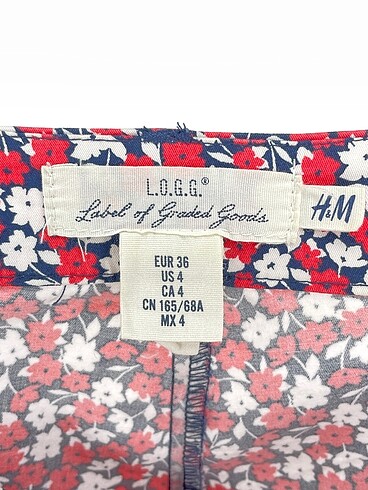 L.O.G.G.®
Label of Graded Goods
H&M
EUR 36
US 4
CA 4
CN 165/68A
MX 4